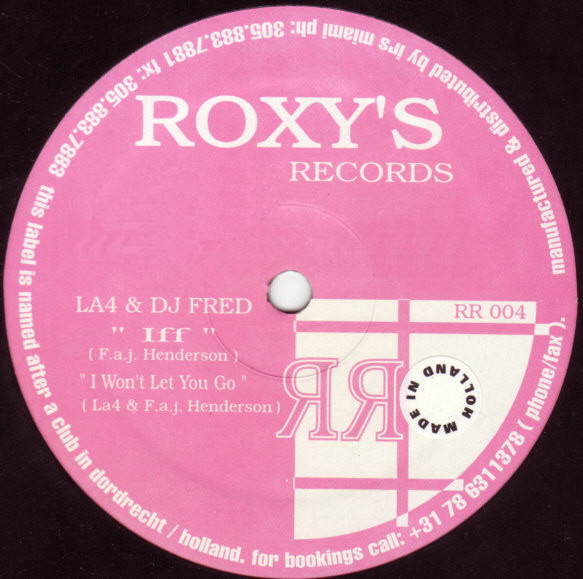 ROXY'S
RECORDS
LA4 & DJ FRED
" Iff "
( F.a.j. Henderson )
" I Won't Let You Go "
( La4 & F.a.j. Henderson )
RR 004
RR
NOW MADE IN HOLLAND
manufactured & distributed by irs miami ph: 305.883.7881 fx: 305.883.7883 this label is named after a club in dordrecht / holland. for bookings call: +31 78 6311378 ( phone/fax ).